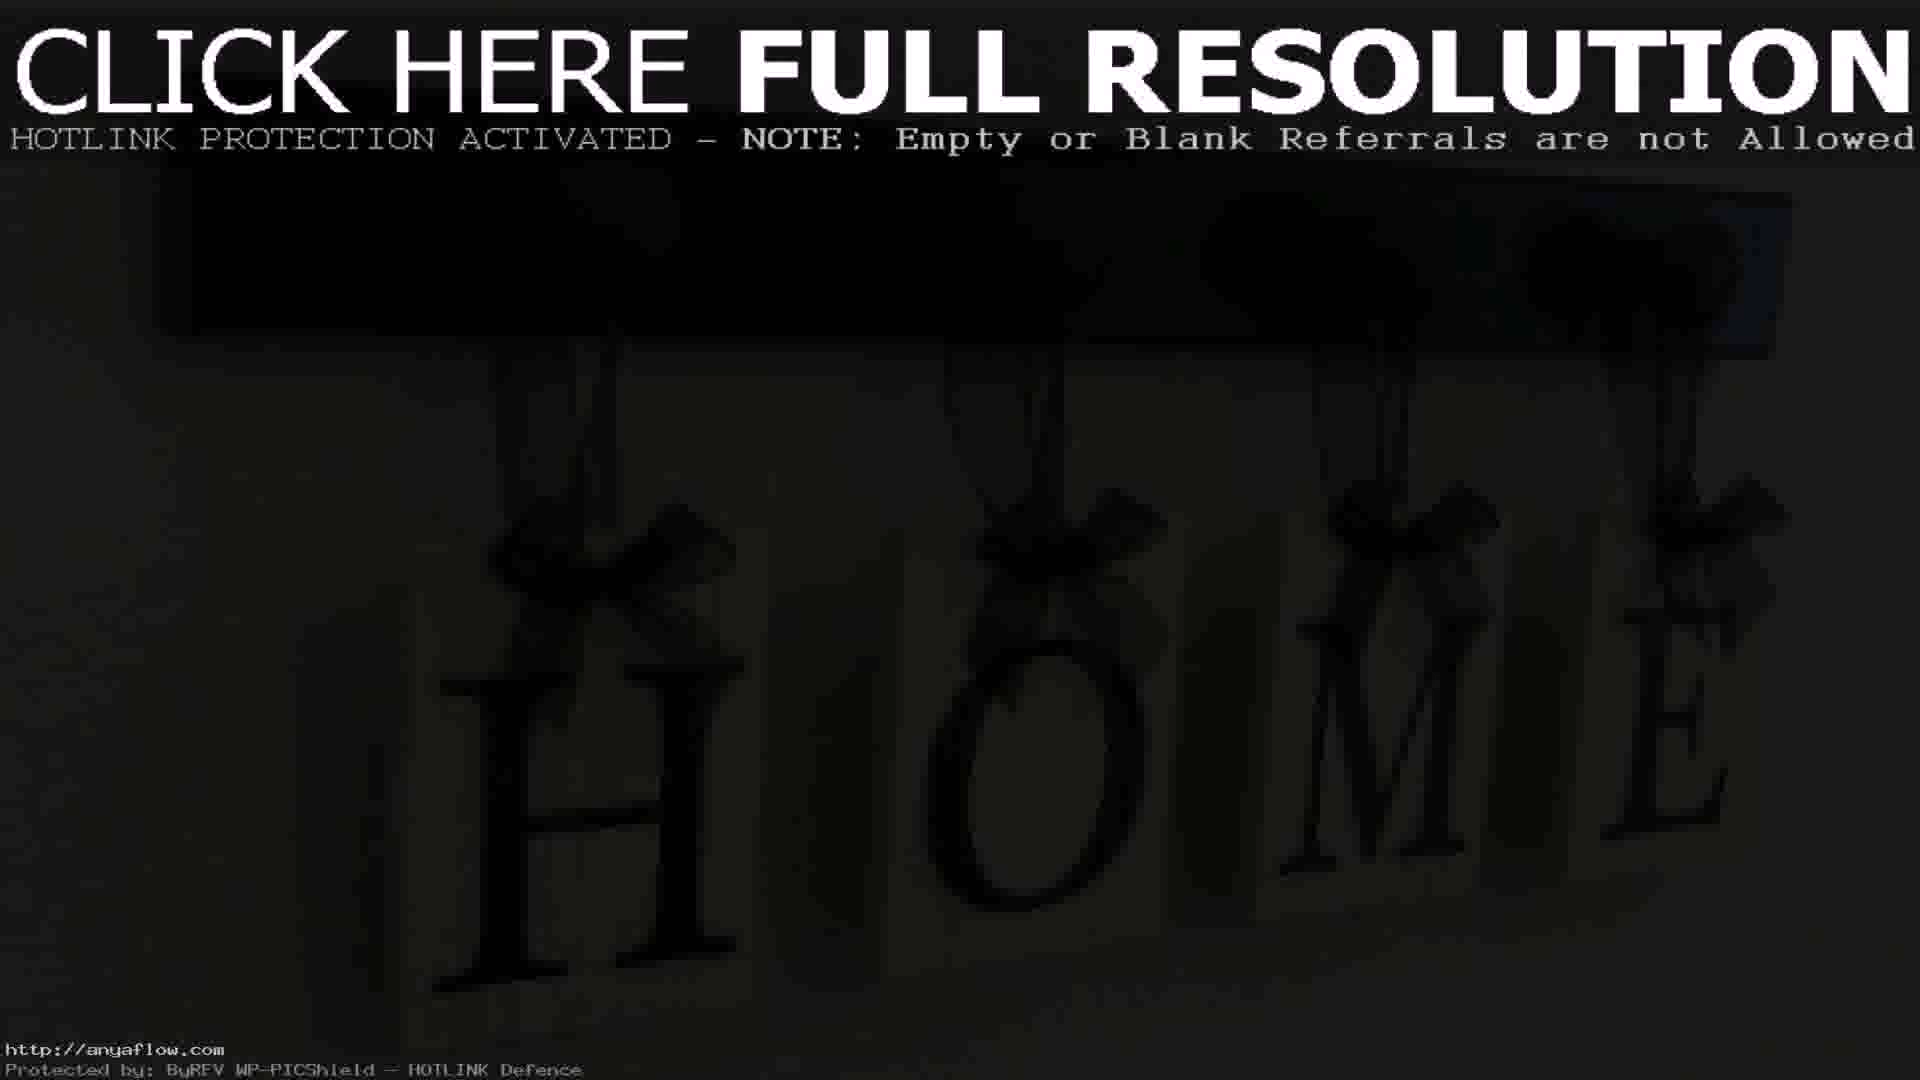 CLICK HERE FULL RESOLUTION
HOTLINK PROTECTION ACTIVATED - NOTE: Empty or Blank Referrals are not Allowed
HOME
http://anyaflow.com
Protected by: ByREV WP-PICShield - HOTLINK Defence